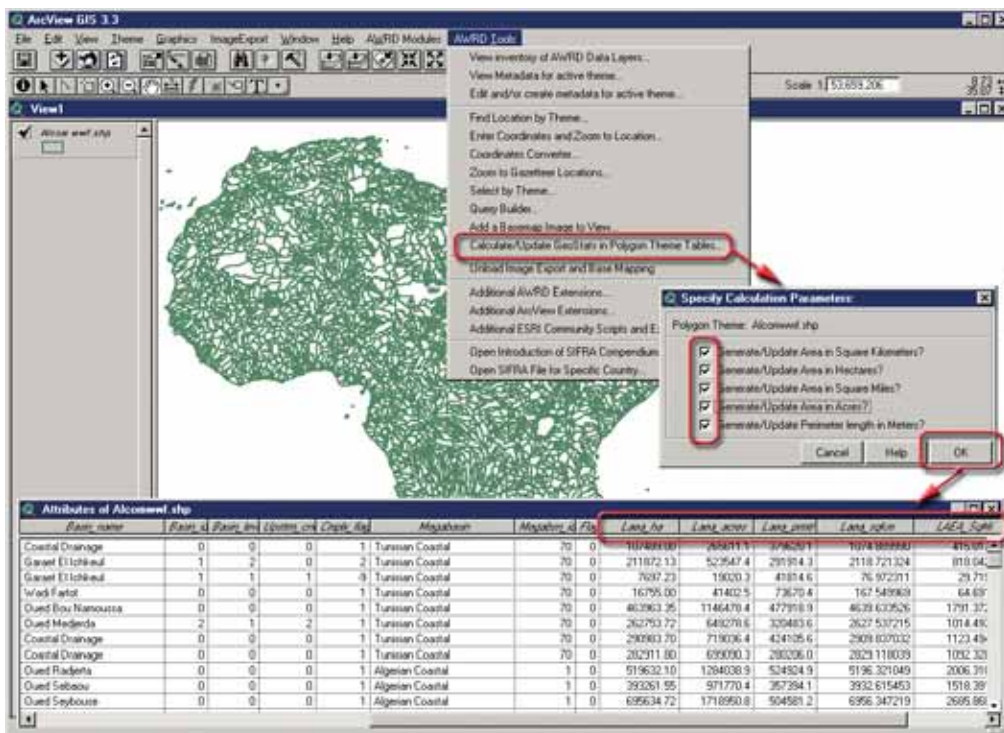 ArcView GIS 3.3
File Edit View Theme Graphics ImageExport Window Help AWRD Modules AWRD Tools
View inventory of AWRD Data Layers...
View Metadata for active theme...
Edit and/or create metadata for active theme...
Find Location by Theme...
Enter Coordinates and Zoom to Location...
Coordinates Converter...
Zoom to Gazetteer Locations...
Select by Theme...
Query Builder...
Add a Basemap Image to View...
Calculate/Update GeoStats in Polygon Theme Tables...
Unload Image Export and Base Mapping
Additional AWRD Extensions...
Additional ArcView Extensions...
Additional ESRI Community Scripts and E
Open Introduction of SIFRA Compendium
Open SIFRA File for Specific Country...
Scale 1: 53,659,206
View1
Alcomwwf.shp
Specify Calculation Parameters:
Polygon Theme: Alcomwwf.shp
Generate/Update Area in Square Kilometers?
Generate/Update Area in Hectares?
Generate/Update Area in Square Miles?
Generate/Update Area in Acres?
Generate/Update Perimeter length in Meters?
Cancel Help OK
Attributes of Alcomwwf.shp
Basin_name Megabasin
Coastal Drainage 0 0 0 1 Tunisian Coastal 70 0
Garaet El Ichkeul 1 2 0 2 Tunisian Coastal 70 0 211872.13 523547.4 291914.3 2118.721324
Garaet El Ichkeul 1 1 1 -9 Tunisian Coastal 70 0 7697.23 19020.3 41814.6 76.972311
Wadi Fartot 0 0 0 1 Tunisian Coastal 70 0 16755.00 41402.5 73670.4 167.549969
Oued Bou Namoussa 0 0 0 1 Tunisian Coastal 70 0 463963.35 1146478.4 477918.9 4639.633526
Oued Medjerda 2 1 2 1 Tunisian Coastal 70 0 262753.72 649278.6 320483.6 2627.537215
Coastal Drainage 0 0 0 1 Tunisian Coastal 70 0 290983.70 719036.4 424105.6 2909.837032
Coastal Drainage 0 0 0 1 Tunisian Coastal 70 0 282911.80 699090.3 280206.0 2829.118039
Oued Radjerta 0 0 0 1 Algerian Coastal 1 0 519632.10 1284038.9 524924.9 5196.321049
Oued Sebaou 0 0 0 1 Algerian Coastal 1 0 393261.55 971770.4 357394.1 3932.615453
Oued Seybouse 0 0 0 1 Algerian Coastal 1 0 695634.72 1718950.8 504581.2 6956.347219